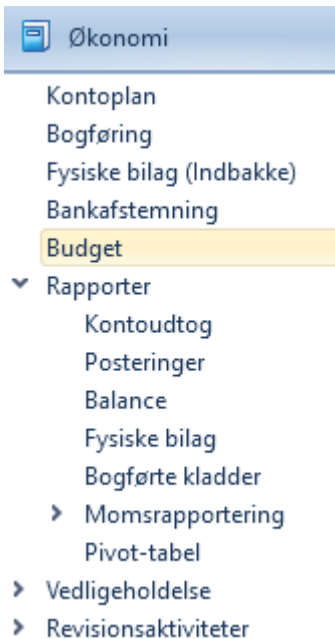 Økonomi
Kontoplan
Bogføring
Fysiske bilag (Indbakke)
Bankafstemning
Budget
Rapporter
Kontoudtog
Posteringer
Balance
Fysiske bilag
Bogførte kladder
Momsrapportering
Pivot-tabel
Vedligeholdelse
Revisionsaktiviteter